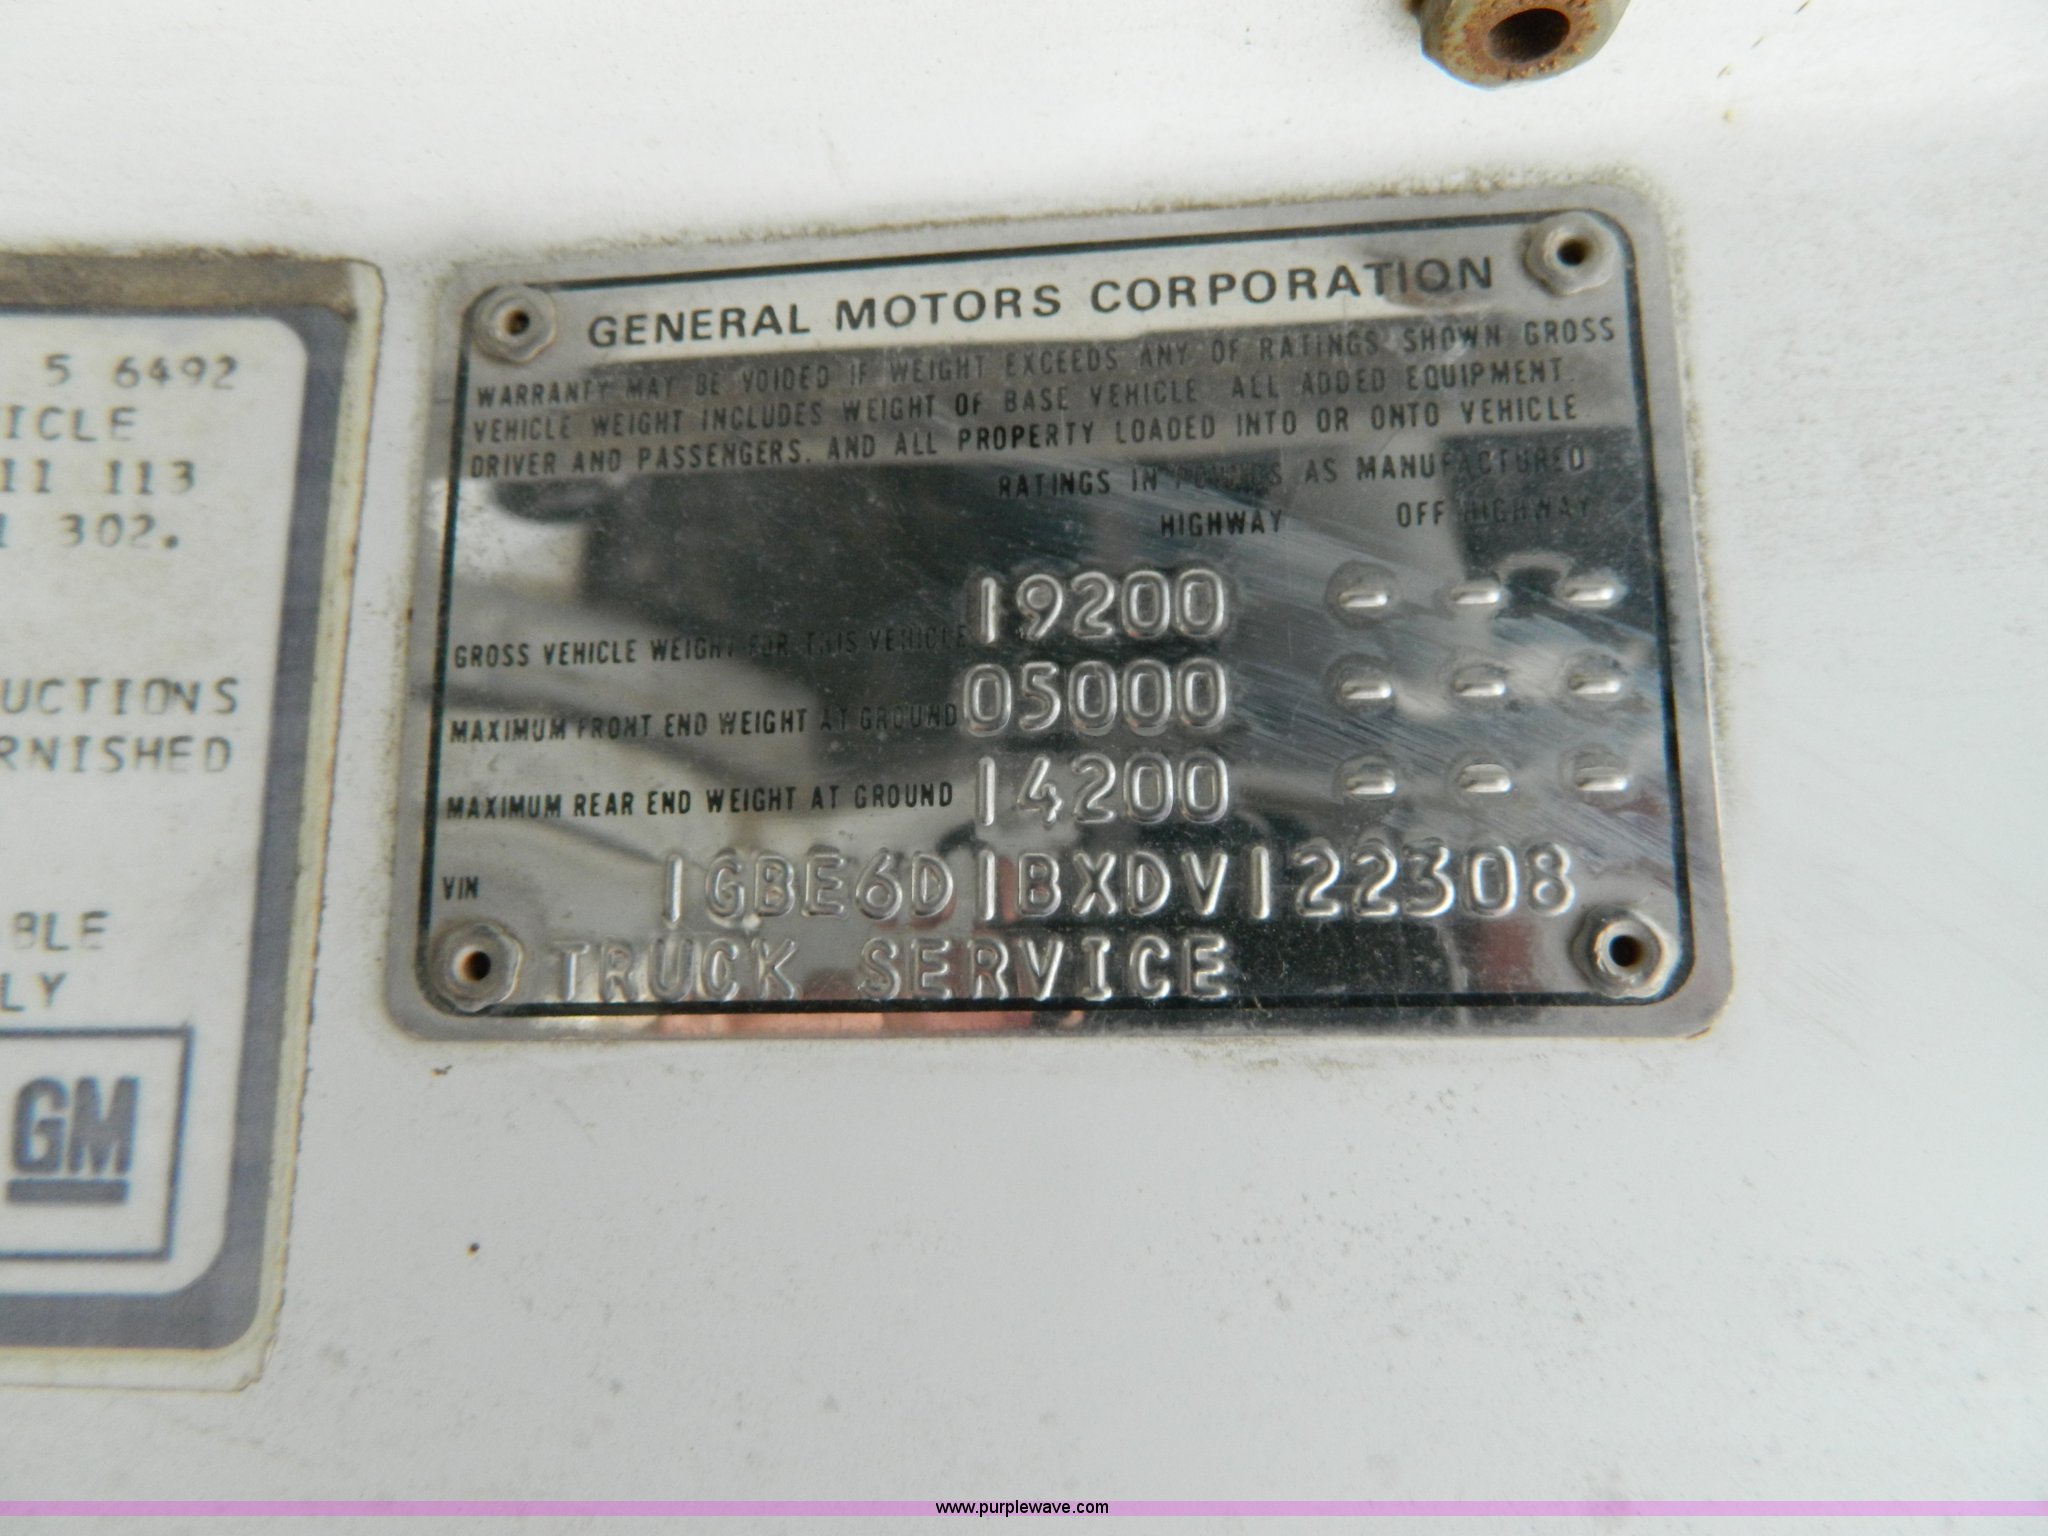 5 6492
ICLE
11 113
1 302.
UCTIONS
RNISHED
BLE
LY
GM
GENERAL MOTORS CORPORATION
WARRANTY MAY BE VOIDED IF WEIGHT EXCEEDS ANY OF RATINGS SHOWN GROSS
VEHICLE WEIGHT INCLUDES WEIGHT OF BASE VEHICLE ALL ADDED EQUIPMENT
DRIVER AND PASSENGERS, AND ALL PROPERTY LOADED INTO OR ONTO VEHICLE
RATINGS IN POUNDS AS MANUFACTURED
HIGHWAY OFF HIGHWAY
GROSS VEHICLE WEIGHT FOR THIS VEHICLE 19200 - - -
MAXIMUM FRONT END WEIGHT AT GROUND 05000 - - -
MAXIMUM REAR END WEIGHT AT GROUND 14200 - - -
VIN 1GBE6D1BXDV122308
TRUCK SERVICE
www.purplewave.com